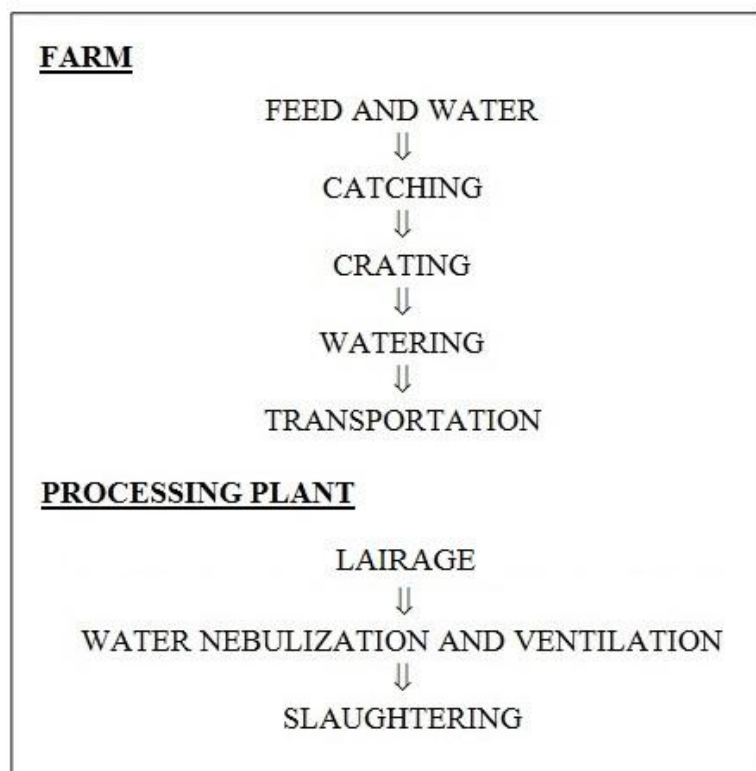 FARM
FEED AND WATER
⇓
CATCHING
⇓
CRATING
⇓
WATERING
⇓
TRANSPORTATION
PROCESSING PLANT
LAIRAGE
⇓
WATER NEBULIZATION AND VENTILATION
⇓
SLAUGHTERING